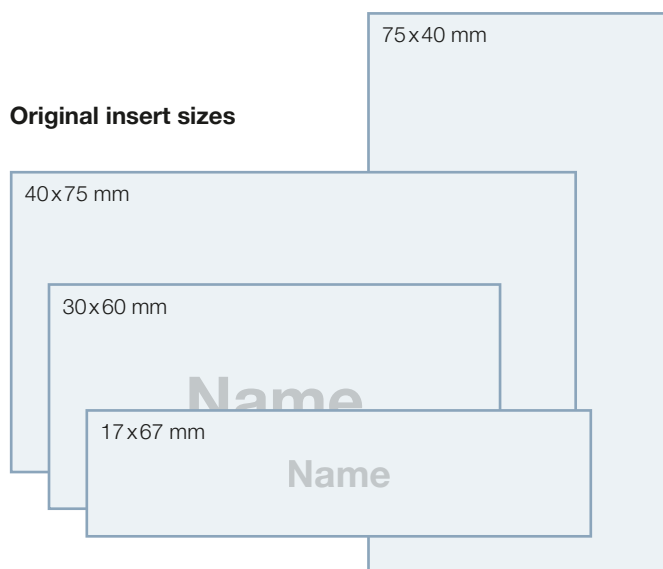 75x40 mm
Original insert sizes
40x75 mm
30x60 mm
Name
17x67 mm
Name